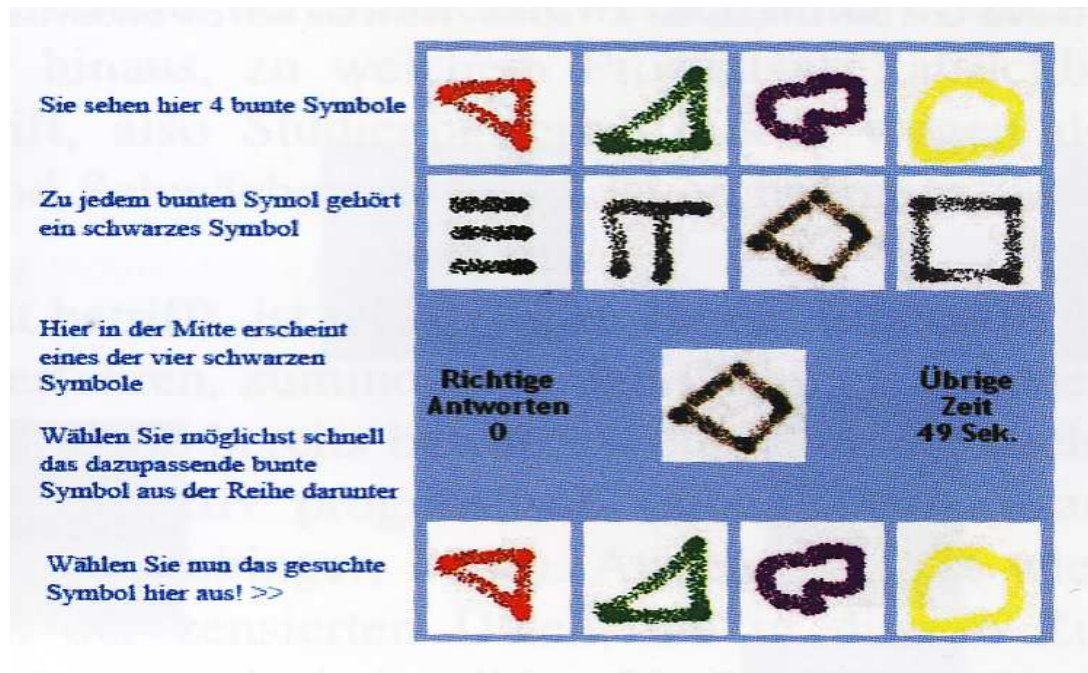 Sie sehen hier 4 bunte Symbole
Zu jedem bunten Symol gehört
ein schwarzes Symbol
Hier in der Mitte erscheint
eines der vier schwarzen
Symbole
Richtige
Antworten
0
Übrige
Zeit
49 Sek.
Wählen Sie möglichst schnell
das dazupassende bunte
Symbol aus der Reihe darunter
Wählen Sie nun das gesuchte
Symbol hier aus! >>